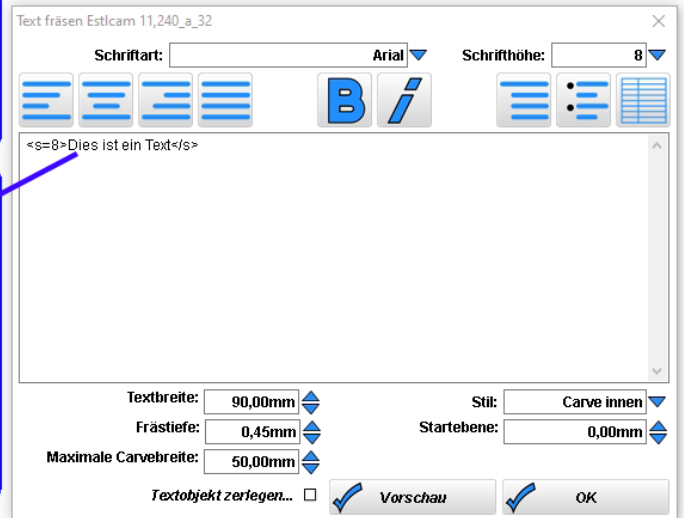 Text fräsen Estlcam 11,240_a_32
Schriftart: Arial Schrifthöhe: 8
B i
<s=8>Dies ist ein Text</s>
Textbreite: 90,00mm Stil: Carve innen
Frästiefe: 0,45mm Startebene: 0,00mm
Maximale Carvebreite: 50,00mm
Textobjekt zerlegen... Vorschau OK